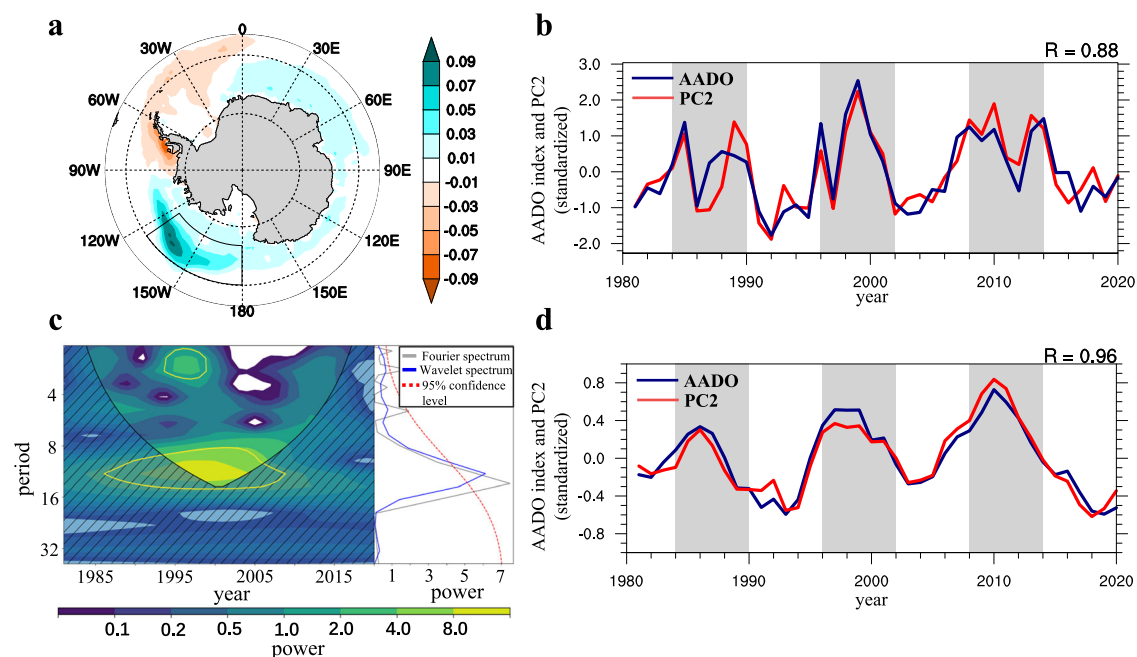 a
0
30W
30E
60W
60E
90W
90E
120W
120E
150W
150E
180
0.09
0.07
0.05
0.03
0.01
-0.01
-0.03
-0.05
-0.07
-0.09
b
R = 0.88
AADO index and PC2
(standardized)
3.0
2.0
1.0
0.0
-1.0
-2.0
AADO
PC2
1980
1990
2000
2010
2020
year
c
period
4
8
16
32
1985
1995
2005
2015
year
Fourier spectrum
Wavelet spectrum
95% confidence
level
1
3
5
7
power
0.1
0.2
0.5
1.0
2.0
4.0
8.0
power
d
R = 0.96
AADO index and PC2
(standardized)
0.8
0.4
0.0
-0.4
-0.8
AADO
PC2
1980
1990
2000
2010
2020
year